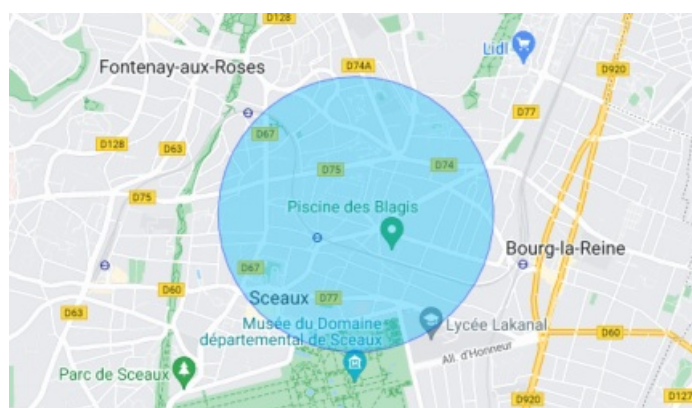 D128
Lidl
Fontenay-aux-Roses
D74A
D920
D77
D67
D128
D63
D75
D74
D75
Piscine des Blagis
Bourg-la-Reine
D67
D60
Sceaux
D77
D63
Musée du Domaine
départemental de Sceaux
Lycée Lakanal
D60
All. d'Honneur
Parc de Sceaux
D920
D127